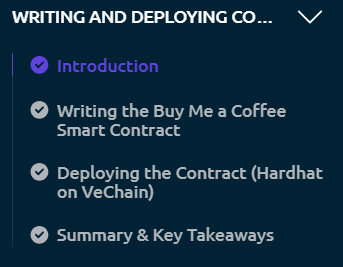 WRITING AND DEPLOYING CO...
Introduction
Writing the Buy Me a Coffee
Smart Contract
Deploying the Contract (Hardhat
on VeChain)
Summary & Key Takeaways